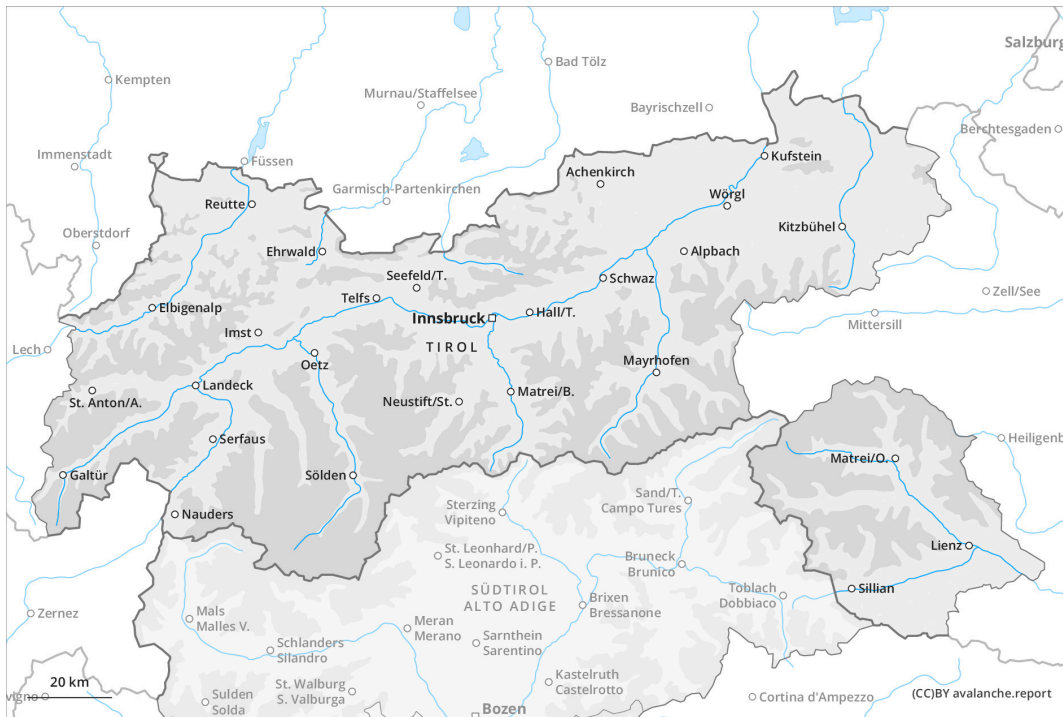 Salzburg
Kempten
Bad Tölz
Murnau/Staffelsee
Bayrischzell
Berchtesgaden
Immenstadt
Füssen
Kufstein
Achenkirch
Garmisch-Partenkirchen
Wörgl
Reutte
Kitzbühel
Oberstdorf
Ehrwald
Alpbach
Seefeld/T.
Schwaz
Zell/See
Telfs
Elbigenalp
Hall/T.
Mittersill
Innsbruck
Imst
TIROL
Lech
Mayrhofen
Oetz
Landeck
Matrei/B.
St. Anton/A.
Neustift/St.
Serfaus
Heiligenb
Matrei/O.
Galtür
Sölden
Sand/T.
Campo Tures
Sterzing
Vipiteno
Nauders
Lienz
St. Leonhard/P.
S. Leonardo i. P.
Bruneck
Brunico
SÜDTIROL
ALTO ADIGE
Toblach
Dobbiaco
Sillian
Brixen
Bressanone
Zernez
Mals
Malles V.
Meran
Merano
Sarnthein
Sarentino
Schlanders
Silandro
Kastelruth
Castelrotto
20 km
St. Walburg
S. Valburga
vigno
Sulden
Solda
Cortina d'Ampezzo
(CC)BY avalanche.report
Bozen